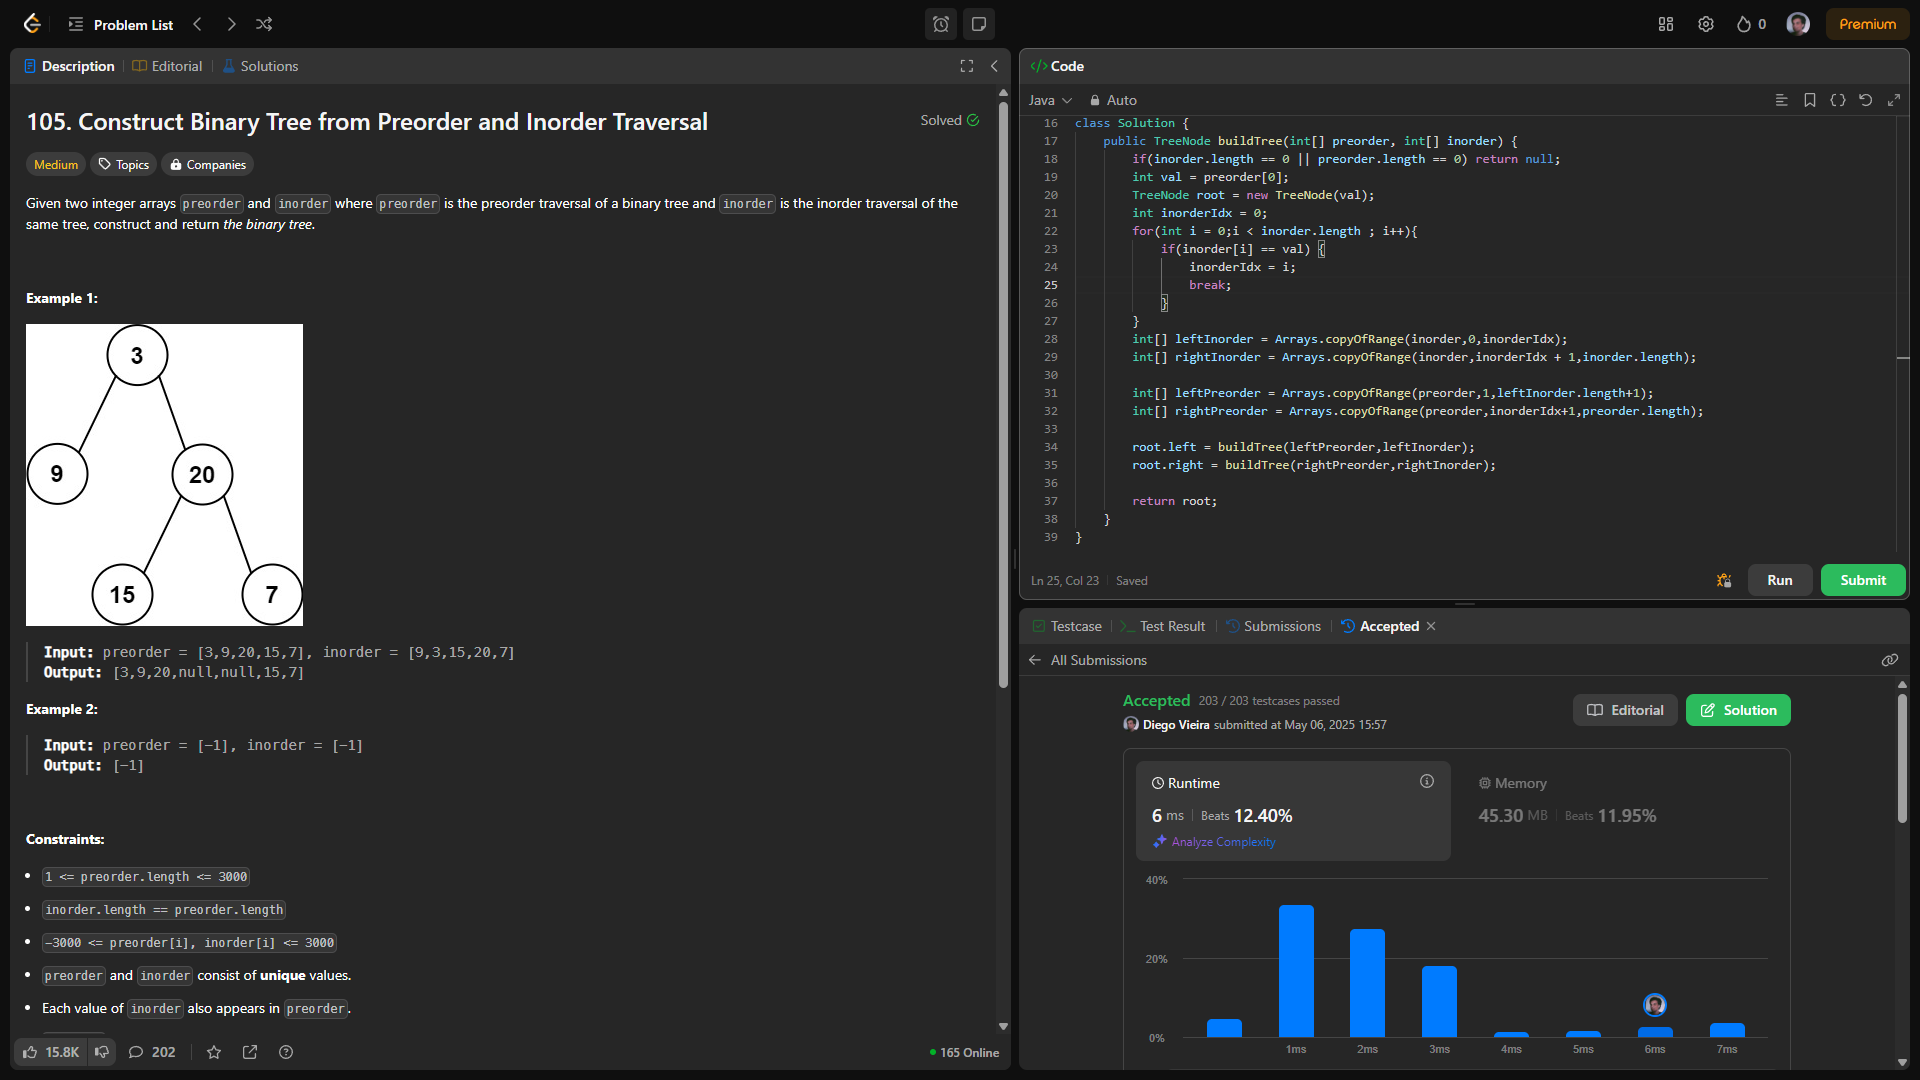 Problem List
0
Premium
Description
Editorial
Solutions
105. Construct Binary Tree from Preorder and Inorder Traversal
Solved
Medium
Topics
Companies
Given two integer arrays preorder and inorder where preorder is the preorder traversal of a binary tree and inorder is the inorder traversal of the
same tree, construct and return the binary tree.
Example 1:
3
9
20
15
7
Input: preorder = [3,9,20,15,7], inorder = [9,3,15,20,7]
Output: [3,9,20,null,null,15,7]
Example 2:
Input: preorder = [-1], inorder = [-1]
Output: [-1]
Constraints:
• 1 <= preorder.length <= 3000
• inorder.length == preorder.length
• -3000 <= preorder[i], inorder[i] <= 3000
• preorder and inorder consist of unique values.
• Each value of inorder also appears in preorder.
15.8K
202
165 Online
</> Code
Java
Auto
16 class Solution {
17 public TreeNode buildTree(int[] preorder, int[] inorder) {
18 if(inorder.length == 0 || preorder.length == 0) return null;
19 int val = preorder[0];
20 TreeNode root = new TreeNode(val);
21 int inorderIdx = 0;
22 for(int i = 0;i < inorder.length ; i++){
23 if(inorder[i] == val) {
24 inorderIdx = i;
25 break;
26 }
27 }
28 int[] leftInorder = Arrays.copyOfRange(inorder,0,inorderIdx);
29 int[] rightInorder = Arrays.copyOfRange(inorder,inorderIdx + 1,inorder.length);
30
31 int[] leftPreorder = Arrays.copyOfRange(preorder,1,leftInorder.length+1);
32 int[] rightPreorder = Arrays.copyOfRange(preorder,inorderIdx+1,preorder.length);
33
34 root.left = buildTree(leftPreorder,leftInorder);
35 root.right = buildTree(rightPreorder,rightInorder);
36
37 return root;
38 }
39 }
Ln 25, Col 23
Saved
Run
Submit
Testcase
Test Result
Submissions
Accepted
All Submissions
Accepted 203 / 203 testcases passed
Diego Vieira submitted at May 06, 2025 15:57
Editorial
Solution
Runtime
6 ms | Beats 12.40%
Analyze Complexity
Memory
45.30 MB | Beats 11.95%
40%
20%
0%
1ms
2ms
3ms
4ms
5ms
6ms
7ms